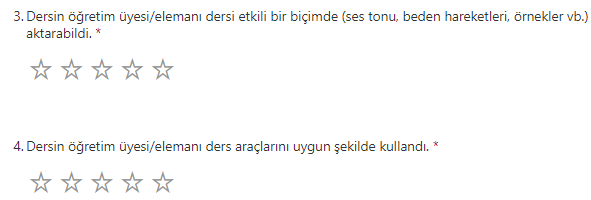 3. Dersin öğretim üyesi/elemanı dersi etkili bir biçimde (ses tonu, beden hareketleri, örnekler vb.)
aktarabildi. *
4. Dersin öğretim üyesi/elemanı ders araçlarını uygun şekilde kullandı. *